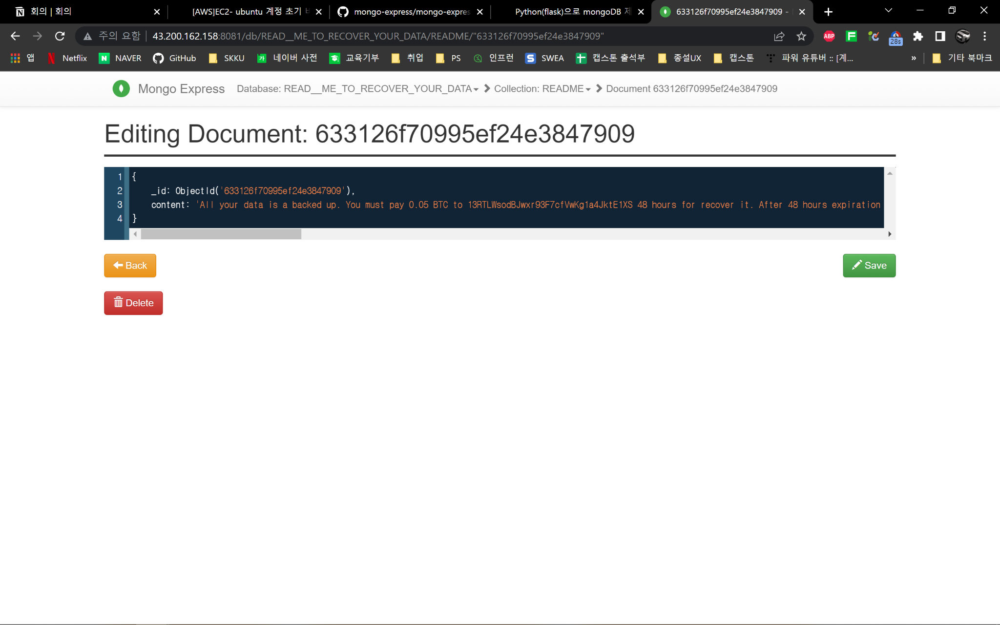 회의 | 회의
[AWS]EC2- ubuntu 계정 초기
mongo-express/mongo-expres
Python(flask)으로 mongoDB 제
633126f70995ef24e3847909 -
주의 요함
43.200.162.158:8081/db/READ__ME_TO_RECOVER_YOUR_DATA/README/"633126f70995ef24e3847909"
ABP
28s
앱
Netflix
NAVER
GitHub
SKKU
네이버 사전
교육기부
취업
PS
인프런
SWEA
캡스톤 출석부
종설UX
캡스톤
파워 유튜버 :: [계...
»
기타 북마크
Mongo Express
Database: READ__ME_TO_RECOVER_YOUR_DATA
Collection: README
Document 633126f70995ef24e3847909
Editing Document: 633126f70995ef24e3847909
1 {
2 _id: ObjectId('633126f70995ef24e3847909'),
3 content: 'All your data is a backed up. You must pay 0.05 BTC to 13RTLWsodBJwxr93F7cfVwKg1a4JktE1XS 48 hours for recover it. After 48 hours expiration
4 }
Back
Save
Delete